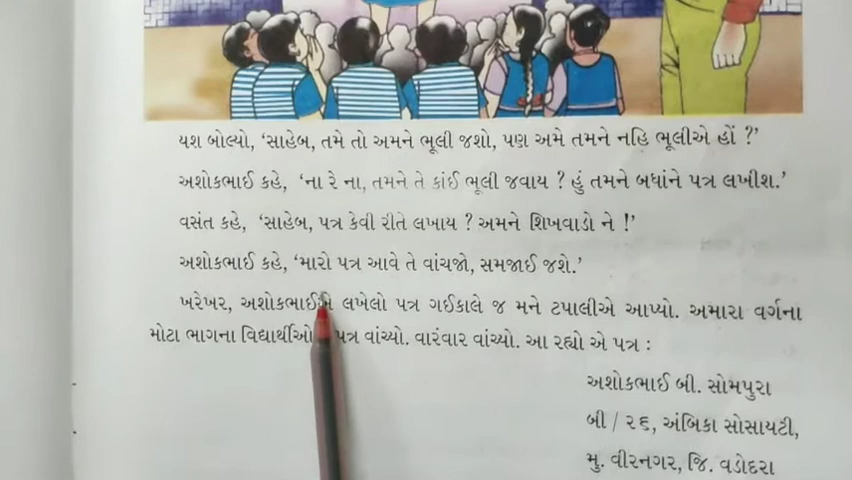 યશ બોલ્યો, ‘સાહેબ, તમે તો અમને ભૂલી જશો, પણ અમે તમને નહિ ભૂલીએ હોં ?’
અશોકભાઈ કહે, ‘ના રે ના, તમને તે કાંઈ ભૂલી જવાય ? હું તમને બધાંને પત્ર લખીશ.’
વસંત કહે, ‘સાહેબ, પત્ર કેવી રીતે લખાય ? અમને શિખવાડો ને !’
અશોકભાઈ કહે, ‘મારો પત્ર આવે તે વાંચજો, સમજાઈ જશે.’
ખરેખર, અશોકભાઈએ લખેલો પત્ર ગઈકાલે જ મને ટપાલીએ આપ્યો. અમારા વર્ગના
મોટા ભાગના વિદ્યાર્થીઓ પત્ર વાંચ્યો. વારંવાર વાંચ્યો. આ રહ્યો એ પત્ર :
અશોકભાઈ બી. સોમપુરા
બી / ૨૬, અંબિકા સોસાયટી,
મુ. વીરનગર, જિ. વડોદરા